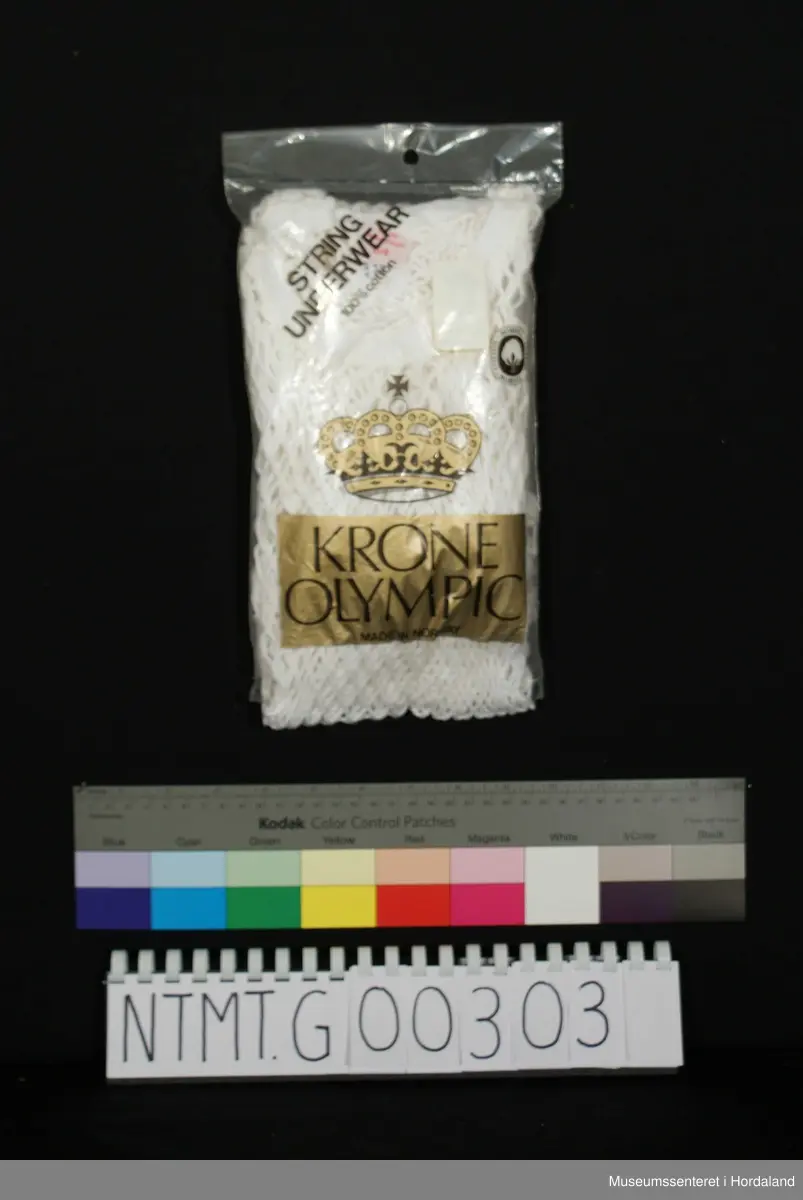 STRING
UNDERWEAR
100% cotton
KRONE
OLYMPIC
MADE IN NORWAY
Kodak Color Control Patches
Blue Cyan Green Yellow Red Magenta White 3/Color Black
NTMT.G 00303
Museumssenteret i Hordaland